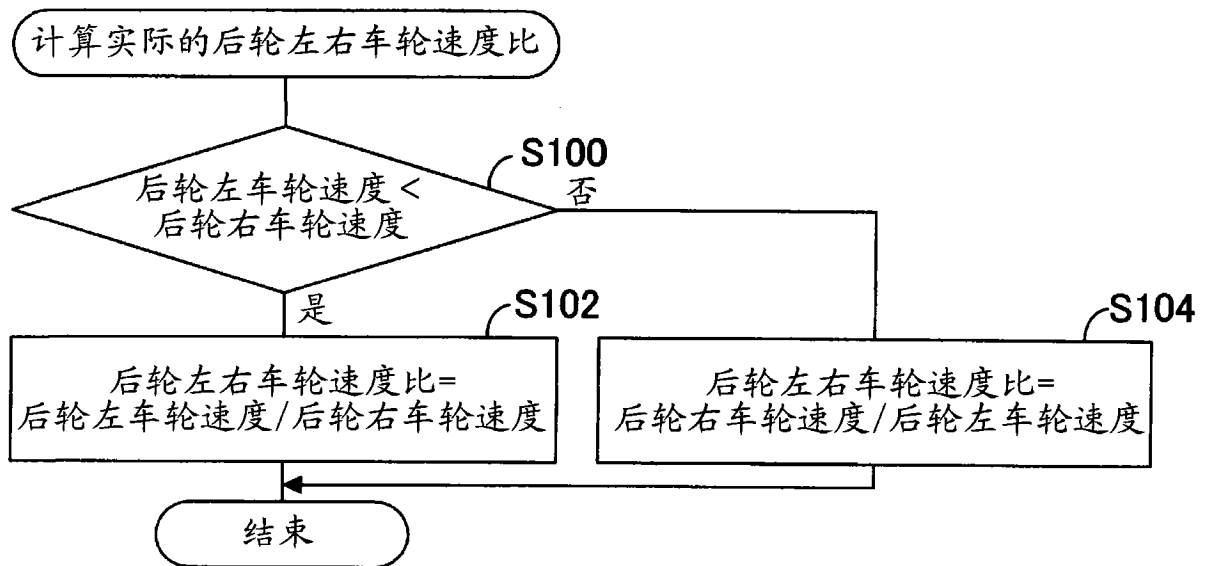 计算实际的后轮左右车轮速度比
S100
后轮左车轮速度 <
后轮右车轮速度
否
是
S102
后轮左右车轮速度比=
后轮左车轮速度/后轮右车轮速度
S104
后轮左右车轮速度比=
后轮右车轮速度/后轮左车轮速度
结束